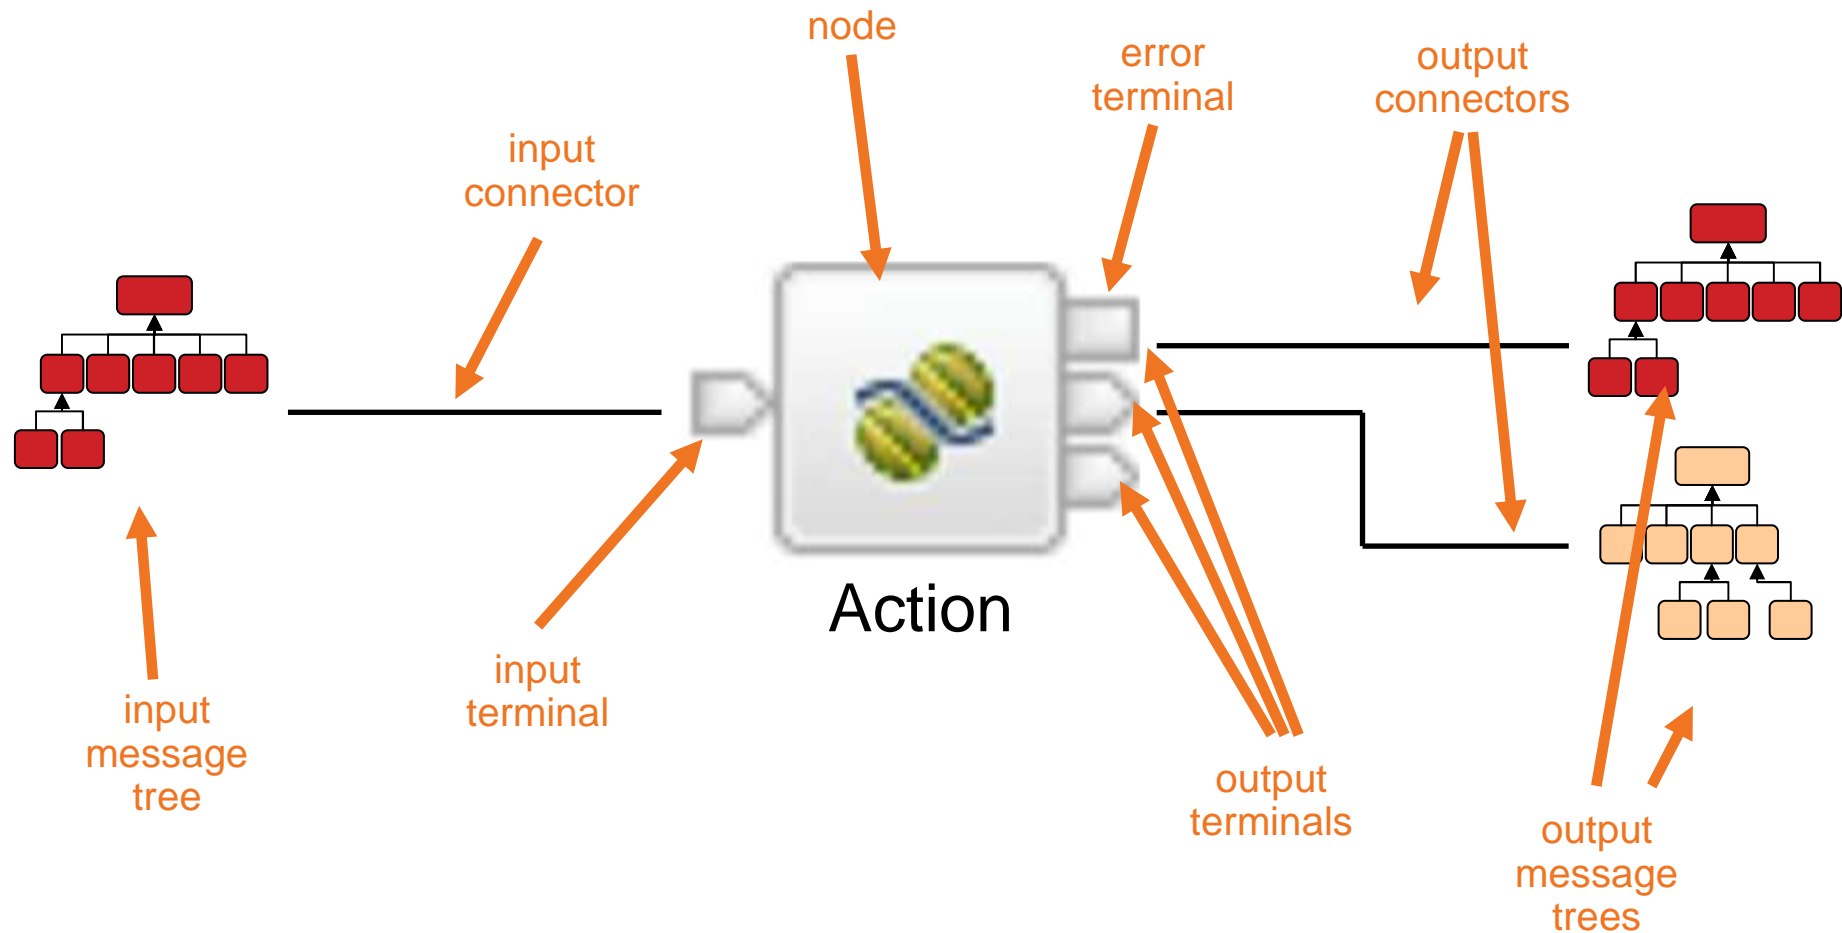 node
error
terminal
output
connectors
input
connector
Action
input
terminal
input
message
tree
output
terminals
output
message
trees